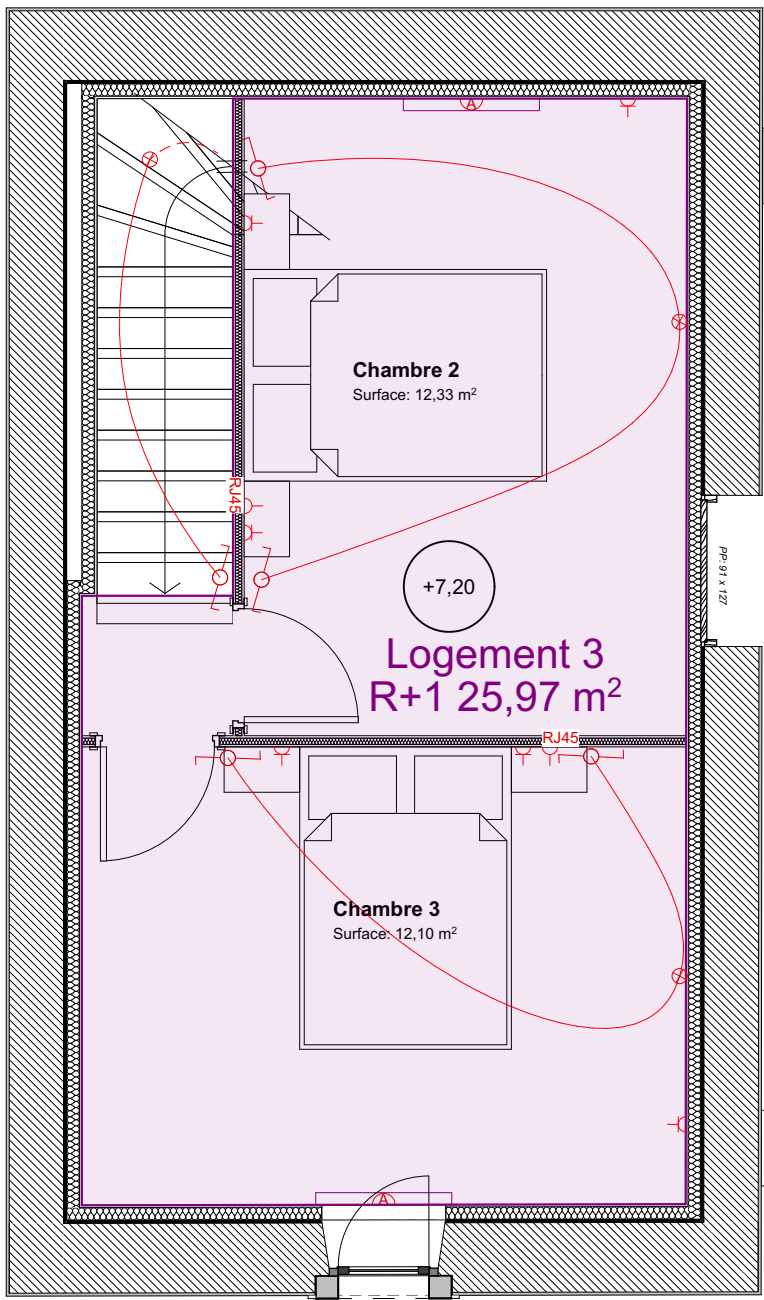 A
Chambre 2
Surface: 12,33 m²
RJ45
PP: 91 x 127
+7,20
Logement 3
R+1 25,97 m²
RJ45
Chambre 3
Surface: 12,10 m²
A